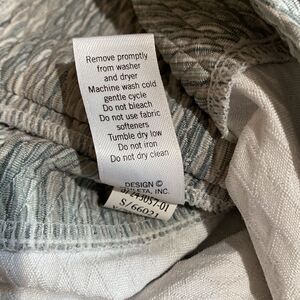 Remove promptly
from washer
and dryer
Machine wash cold
gentle cycle
Do not bleach
Do not use fabric
softeners
Tumble dry low
Do not iron
Do not dry clean
DESIGN ©
INC.